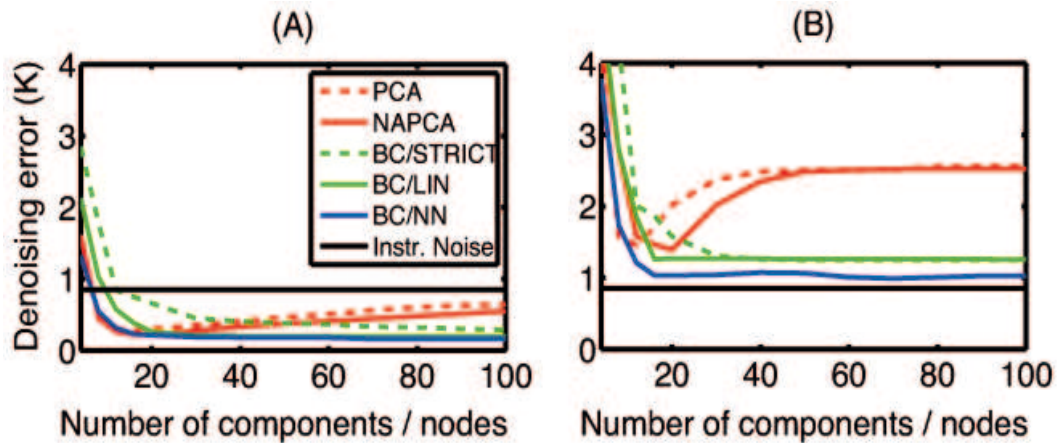 (A)
Denoising error (K)
4
3
2
1
0
20 40 60 80 100
Number of components / nodes
PCA
NAPCA
BC/STRICT
BC/LIN
BC/NN
Instr. Noise
(B)
4
3
2
1
0
20 40 60 80 100
Number of components / nodes